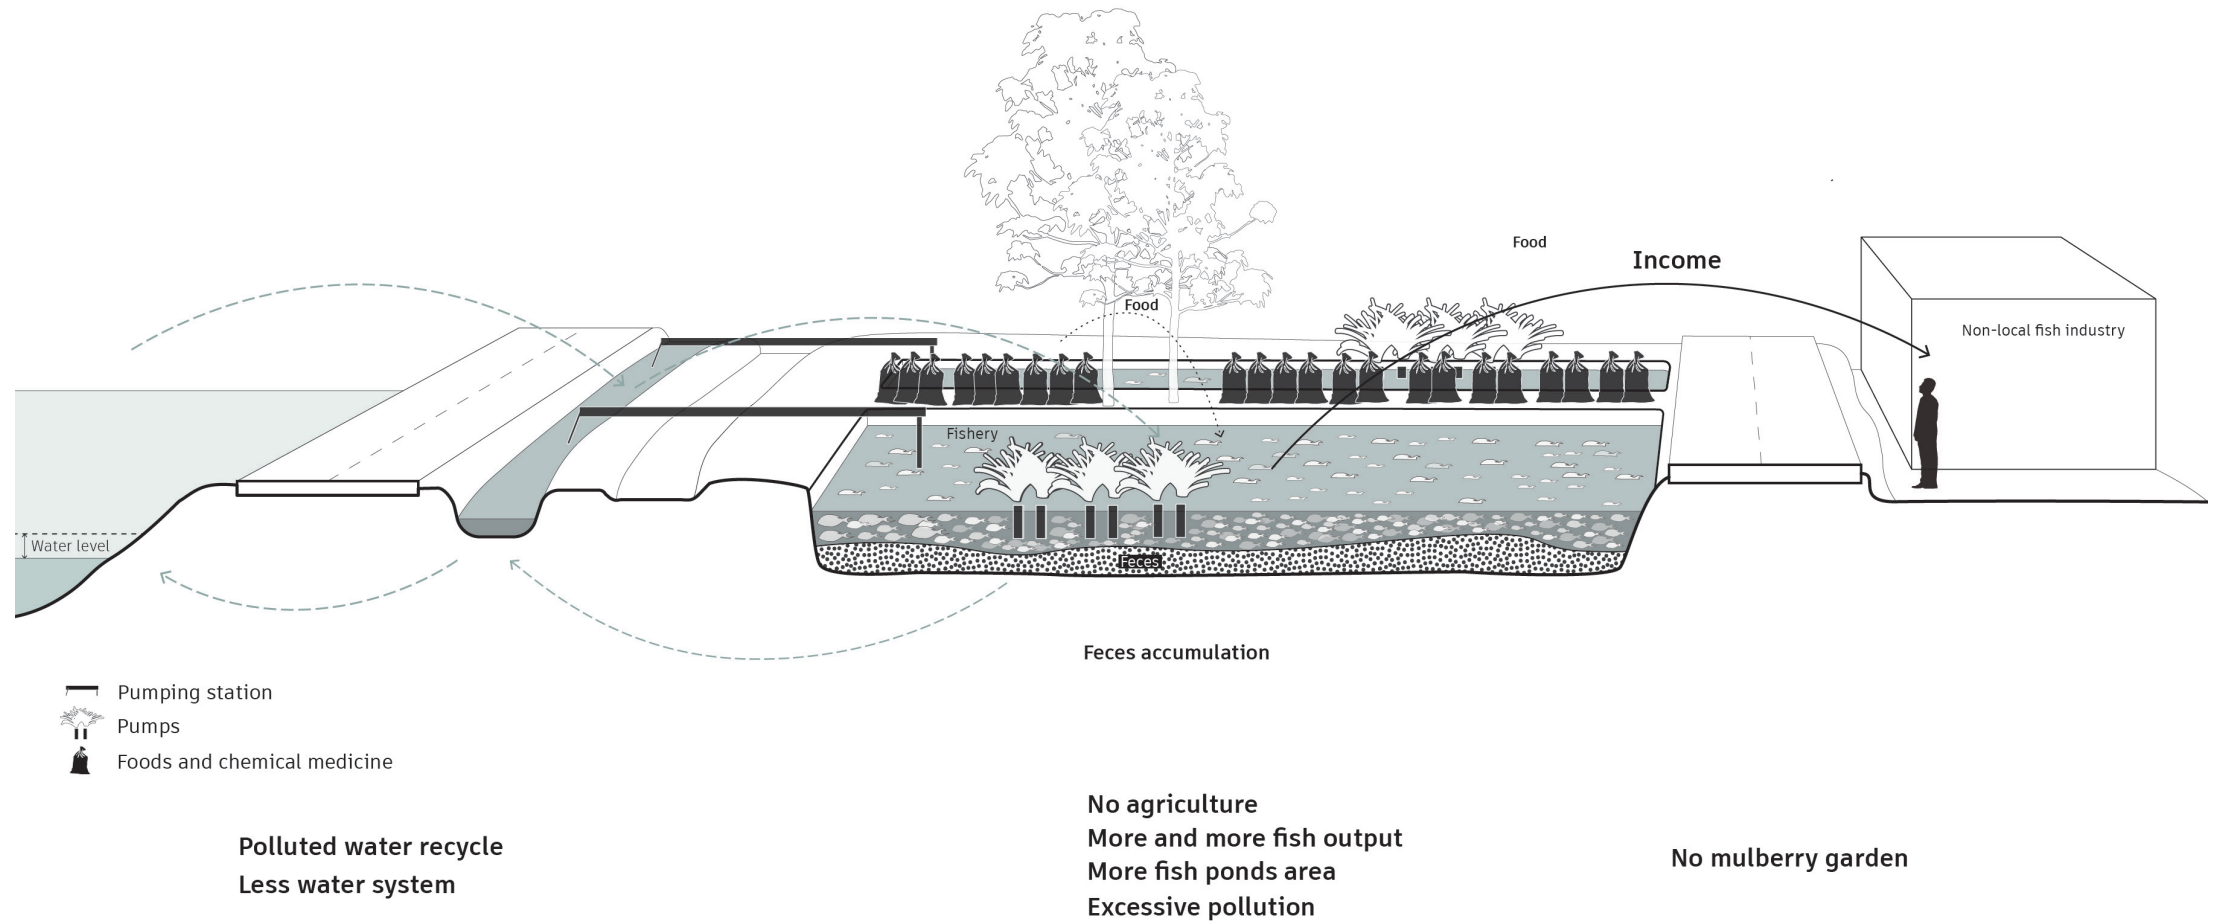 Food
Income
Food
Non-local fish industry
Fishery
Water level
Feces
Feces accumulation
Pumping station
Pumps
Foods and chemical medicine
Polluted water recycle
Less water system
No agriculture
More and more fish output
More fish ponds area
Excessive pollution
No mulberry garden